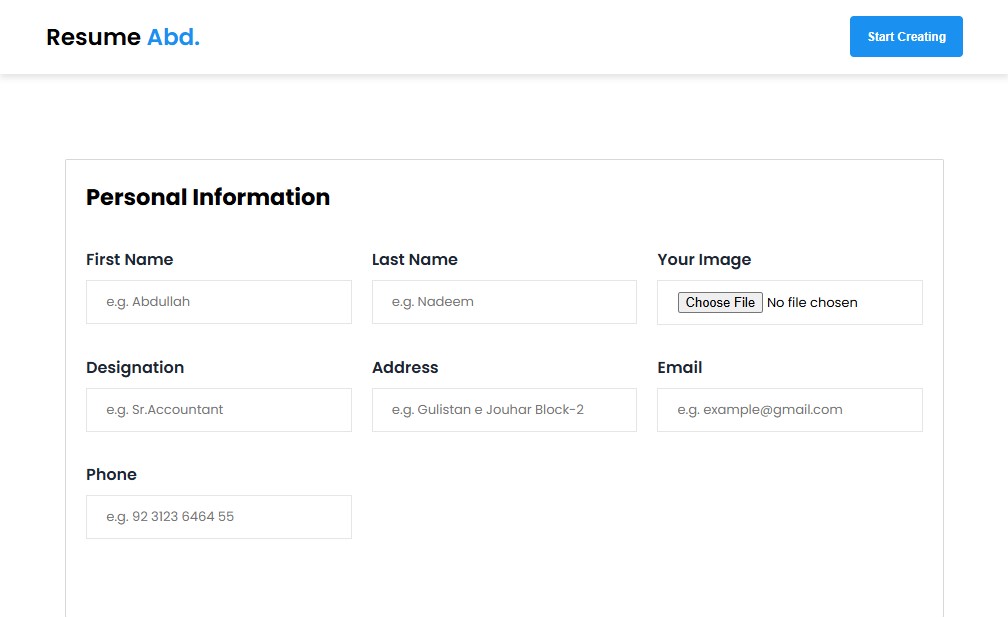 Resume Abd.
Start Creating
Personal Information
First Name
Last Name
Your Image
e.g. Abdullah
e.g. Nadeem
Choose File No file chosen
Designation
Address
Email
e.g. Sr.Accountant
e.g. Gulistan e Jouhar Block-2
e.g. example@gmail.com
Phone
e.g. 92 3123 6464 55